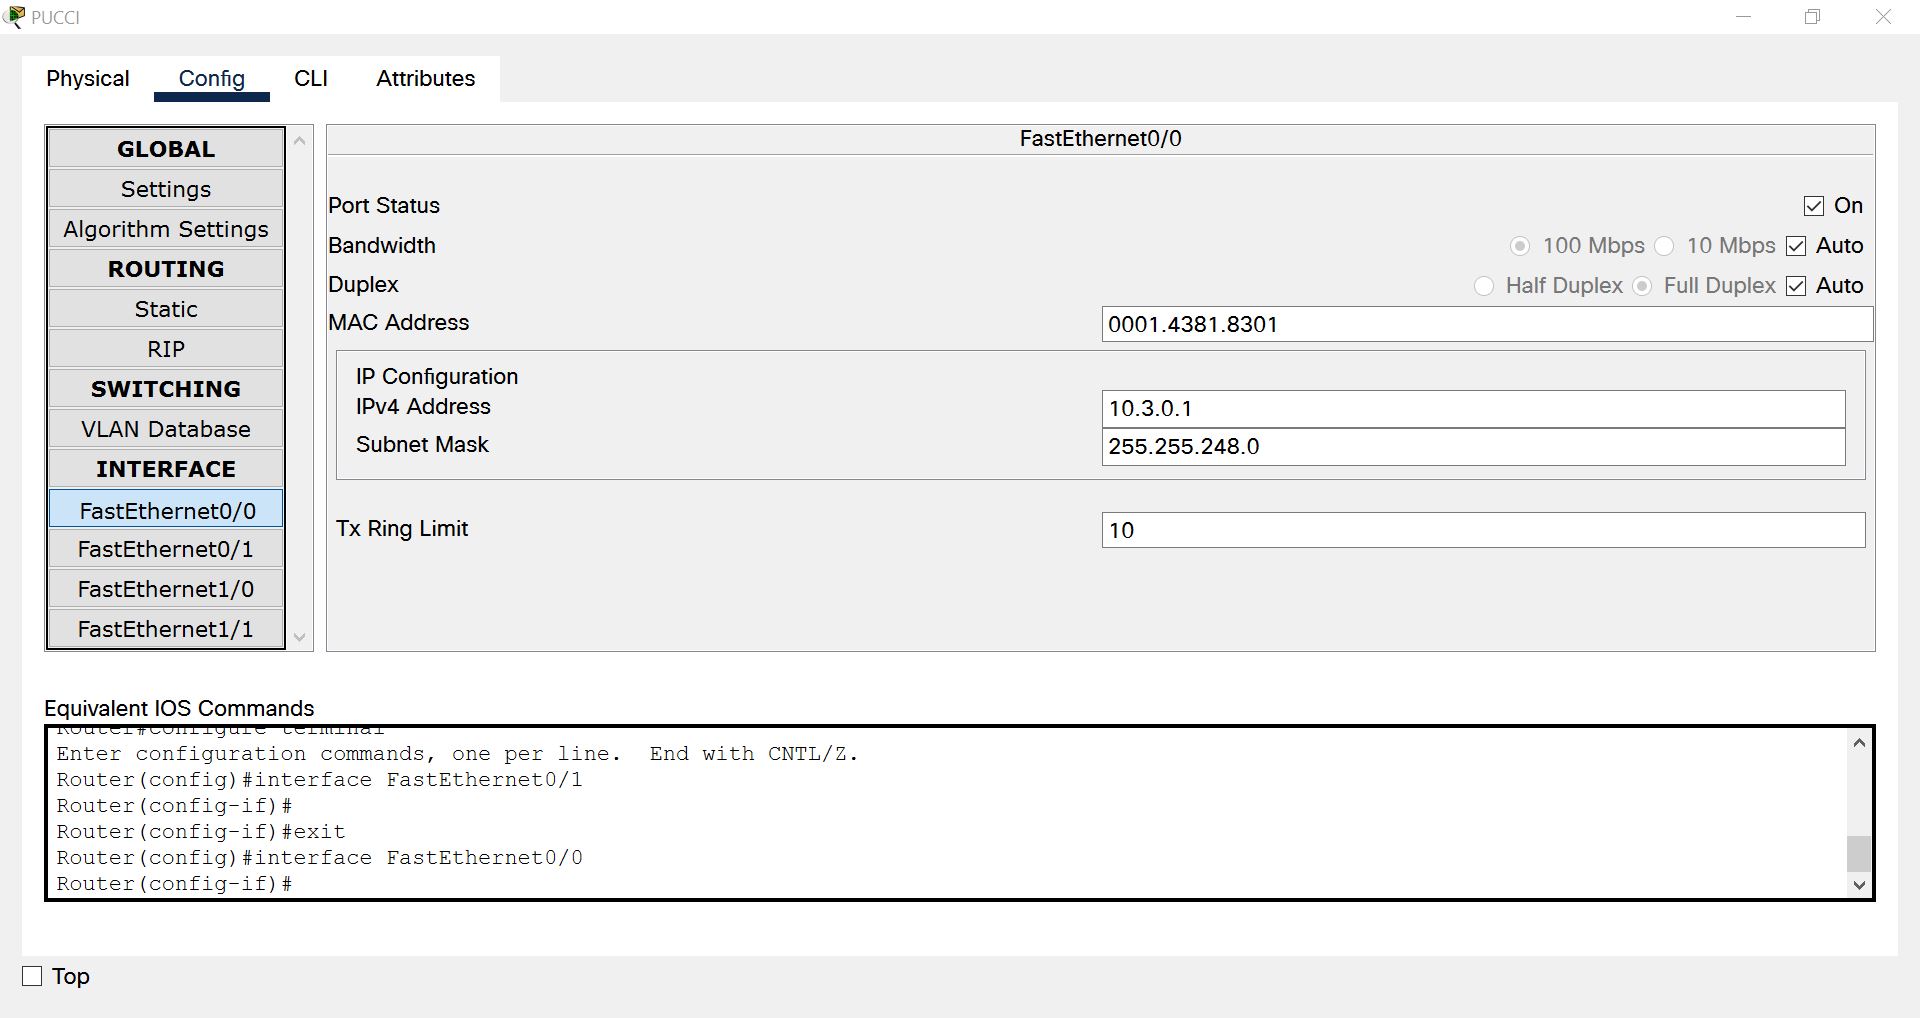 PUCCI
Physical Config CLI Attributes
GLOBAL
Settings
Algorithm Settings
ROUTING
Static
RIP
SWITCHING
VLAN Database
INTERFACE
FastEthernet0/0
FastEthernet0/1
FastEthernet1/0
FastEthernet1/1
FastEthernet0/0
Port Status On
Bandwidth 100 Mbps 10 Mbps Auto
Duplex Half Duplex Full Duplex Auto
MAC Address 0001.4381.8301
IP Configuration
IPv4 Address 10.3.0.1
Subnet Mask 255.255.248.0
Tx Ring Limit 10
Equivalent IOS Commands
Router#configure terminal
Enter configuration commands, one per line. End with CNTL/Z.
Router(config)#interface FastEthernet0/1
Router(config-if)#
Router(config-if)#exit
Router(config)#interface FastEthernet0/0
Router(config-if)#
Top